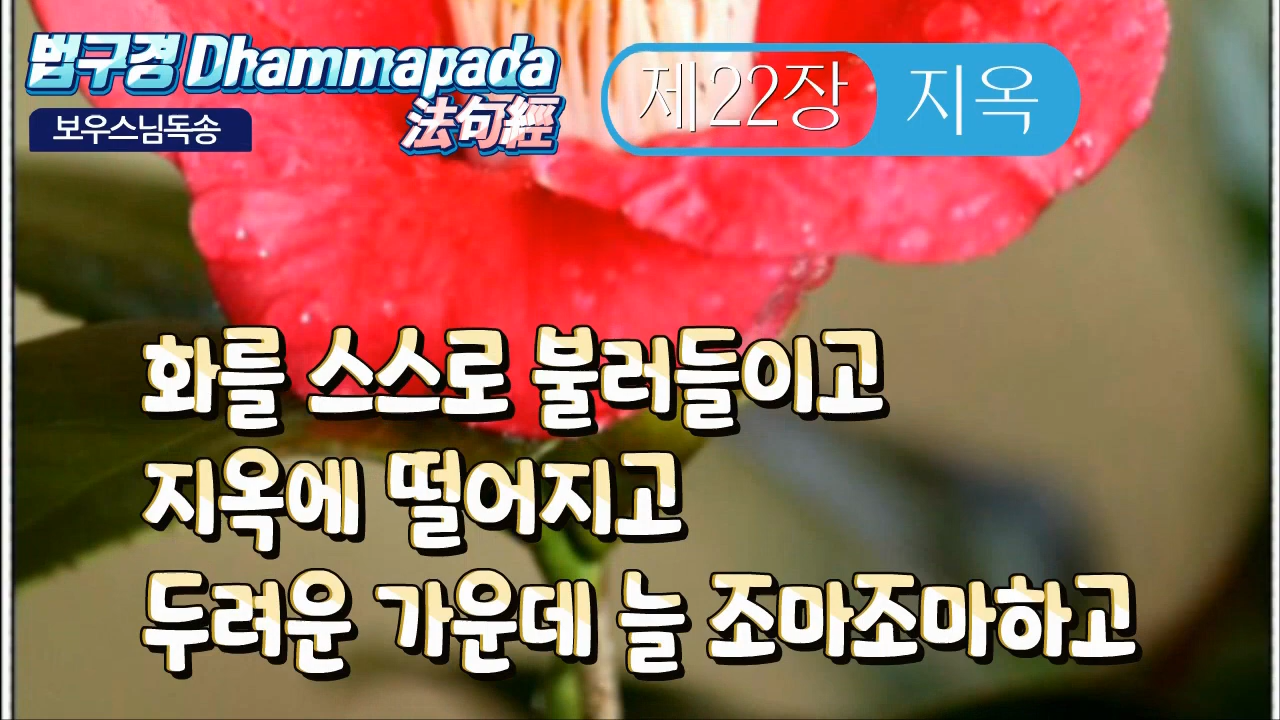 법구경 Dhammapada
法句經
보우스님독송
제22장 지옥
화를 스스로 불러들이고
지옥에 떨어지고
두려운 가운데 늘 조마조마하고